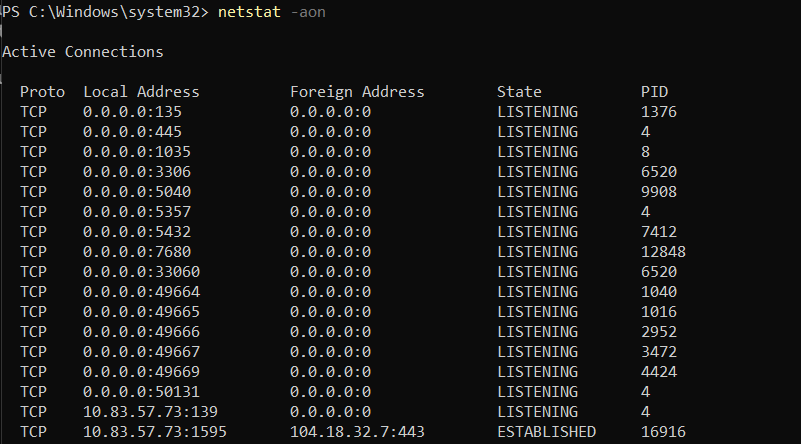 PS C:\Windows\system32> netstat -aon
Active Connections
Proto Local Address Foreign Address State PID
TCP 0.0.0.0:135 0.0.0.0:0 LISTENING 1376
TCP 0.0.0.0:445 0.0.0.0:0 LISTENING 4
TCP 0.0.0.0:1035 0.0.0.0:0 LISTENING 8
TCP 0.0.0.0:3306 0.0.0.0:0 LISTENING 6520
TCP 0.0.0.0:5040 0.0.0.0:0 LISTENING 9908
TCP 0.0.0.0:5357 0.0.0.0:0 LISTENING 4
TCP 0.0.0.0:5432 0.0.0.0:0 LISTENING 7412
TCP 0.0.0.0:7680 0.0.0.0:0 LISTENING 12848
TCP 0.0.0.0:33060 0.0.0.0:0 LISTENING 6520
TCP 0.0.0.0:49664 0.0.0.0:0 LISTENING 1040
TCP 0.0.0.0:49665 0.0.0.0:0 LISTENING 1016
TCP 0.0.0.0:49666 0.0.0.0:0 LISTENING 2952
TCP 0.0.0.0:49667 0.0.0.0:0 LISTENING 3472
TCP 0.0.0.0:49669 0.0.0.0:0 LISTENING 4424
TCP 0.0.0.0:50131 0.0.0.0:0 LISTENING 4
TCP 10.83.57.73:139 0.0.0.0:0 LISTENING 4
TCP 10.83.57.73:1595 104.18.32.7:443 ESTABLISHED 16916